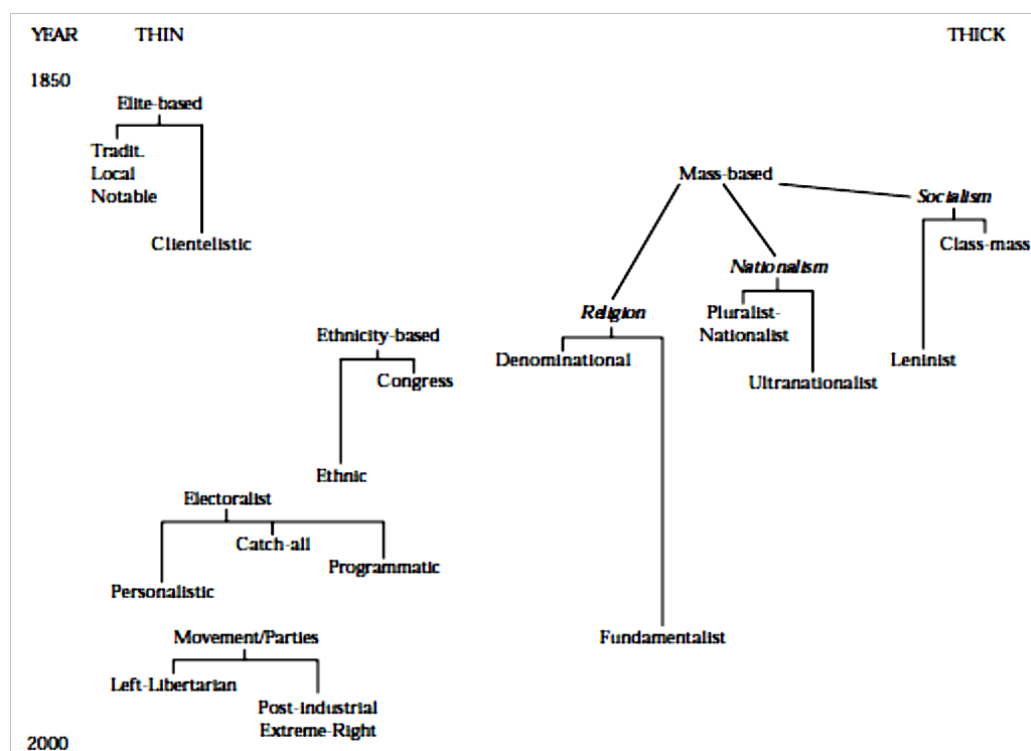 YEAR THIN THICK
1850
Elite-based
Tradit.
Local
Notable
Clientelistic
Mass-based
Socialism
Class-mass
Nationalism
Pluralist-
Nationalist
Ultranationalist
Leninist
Religion
Denominational
Ethnicity-based
Congress
Ethnic
Electoralist
Catch-all
Programmatic
Personalistic
Fundamentalist
Movement/Parties
Left-Libertarian
Post-industrial
Extreme-Right
2000